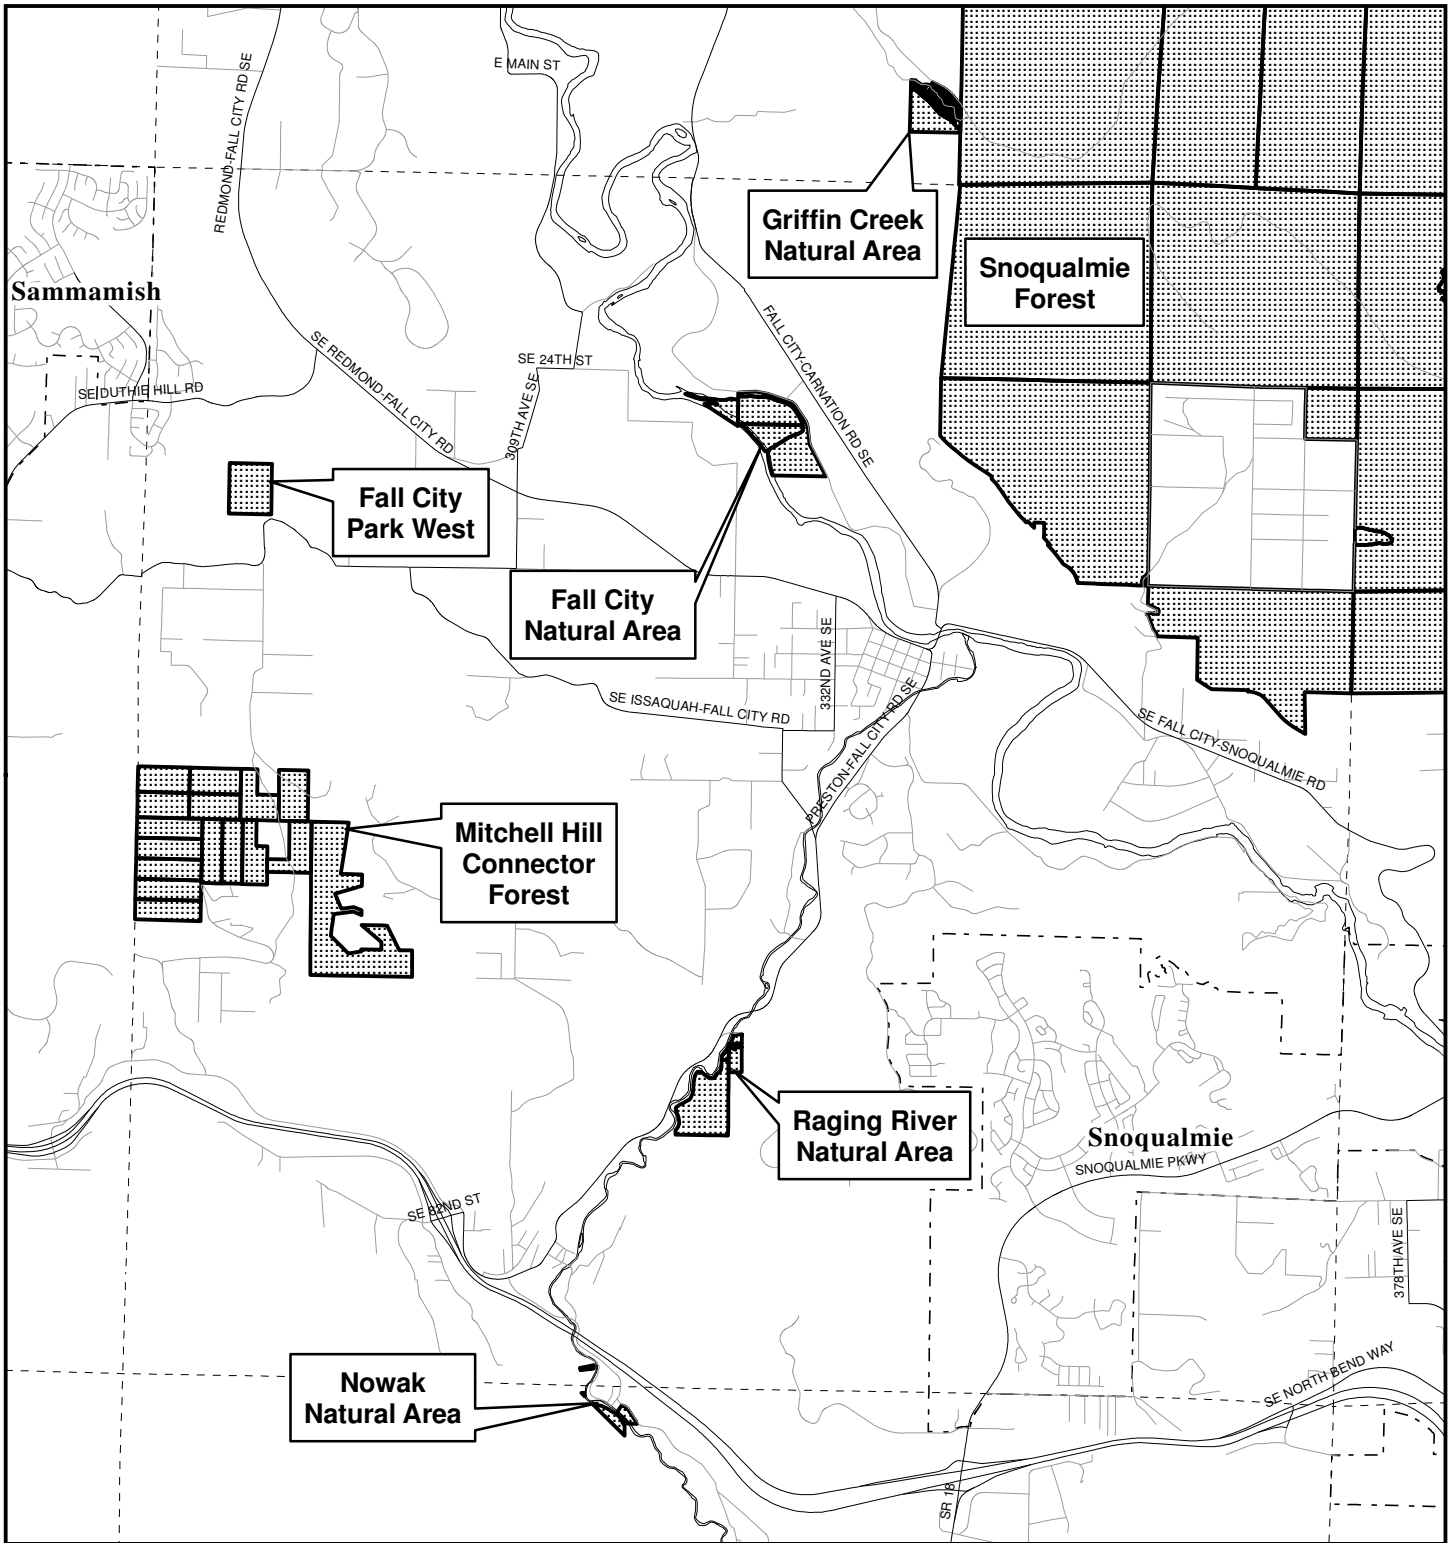 E MAIN ST
REDMOND-FALL CITY RD SE
Griffin Creek
Natural Area
Snoqualmie
Forest
Sammamish
FALL CITY-CARNATION RD SE
SE REDMOND-FALL CITY RD
SE 24TH ST
309TH AVE SE
SE DUTHIE HILL RD
Fall City
Park West
Fall City
Natural Area
332ND AVE SE
SE ISSAQUAH-FALL CITY RD
PRESTON-FALL CITY RD SE
SE FALL CITY-SNOQUALMIE RD
Mitchell Hill
Connector
Forest
Raging River
Natural Area
Snoqualmie
SNOQUALMIE PKWY
SE 82ND ST
378TH AVE SE
Nowak
Natural Area
SE NORTH BEND WAY
SR 18